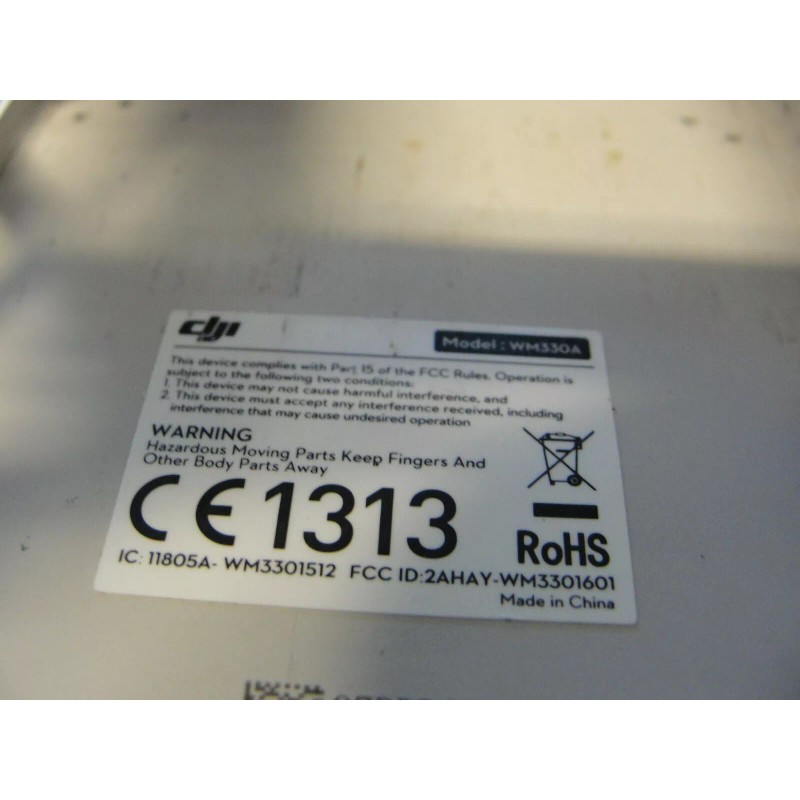 dji
Model : WM330A
This device complies with Part 15 of the FCC Rules. Operation is
subject to the following two conditions:
1. This device may not cause harmful interference, and
2. This device must accept any interference received, including
interference that may cause undesired operation
WARNING
Hazardous Moving Parts Keep Fingers And
Other Body Parts Away
CE1313
RoHS
IC: 11805A- WM3301512 FCC ID:2AHAY-WM3301601
Made in China